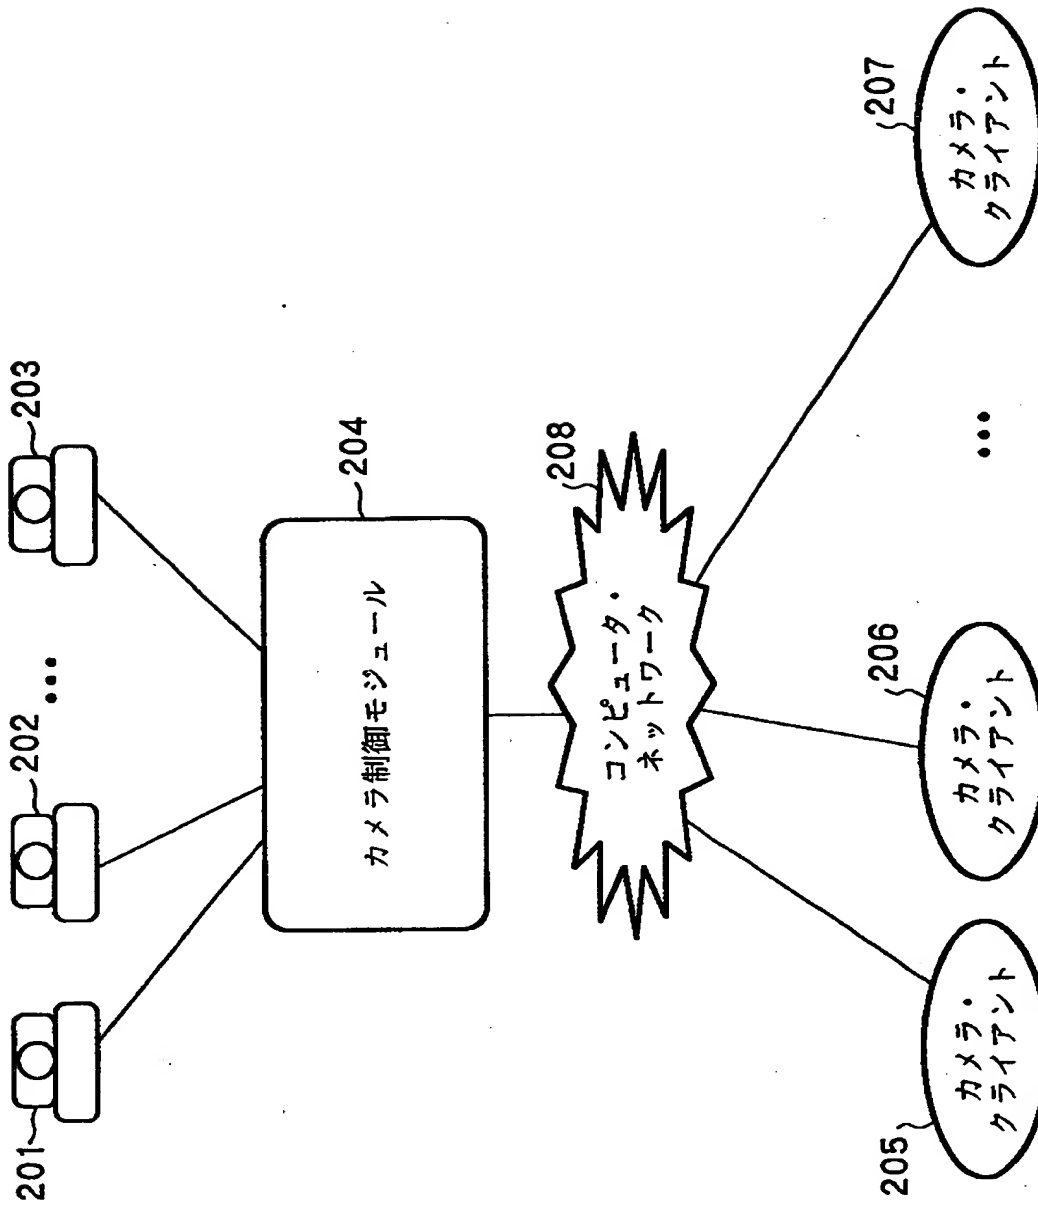 201
202
…
203
204
カメラ制御モジュール
208
コンピュータ・
ネットワーク
205
カメラ・
クライアント
206
カメラ・
クライアント
…
207
カメラ・
クライアント